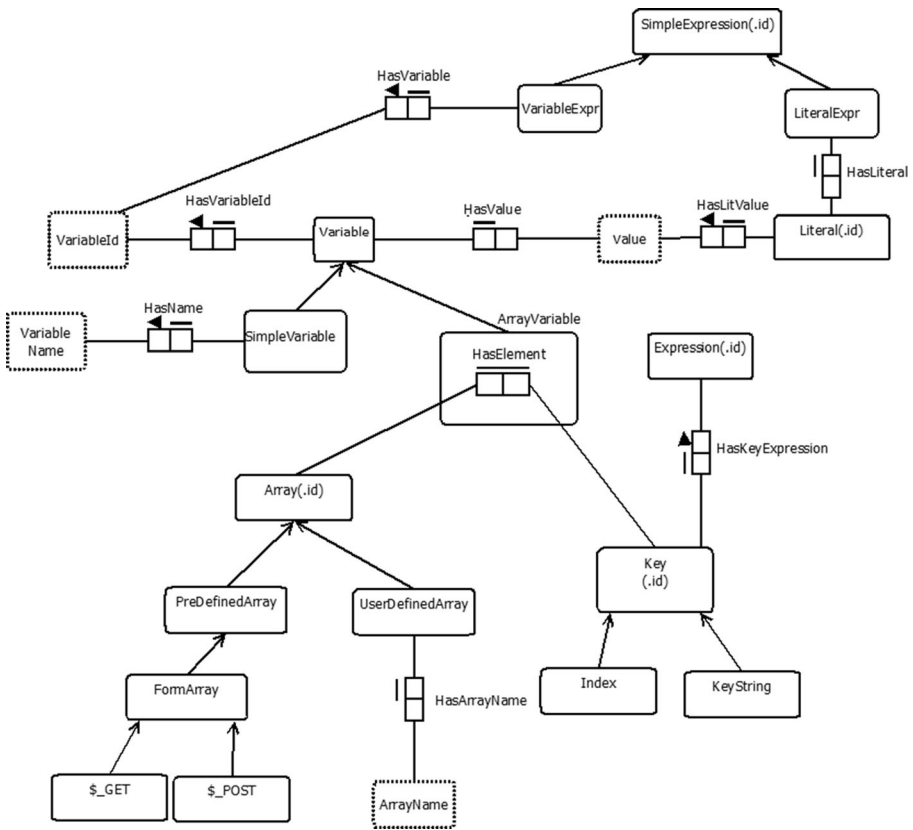 SimpleExpression(.id)
HasVariable
VariableExpr
LiteralExpr
HasLiteral
HasVariableId
HasValue
HasLitValue
VariableId
Variable
Value
Literal(.id)
HasName
ArrayVariable
Variable
Name
SimpleVariable
HasElement
Expression(.id)
HasKeyExpression
Array(.id)
Key
(.id)
PreDefinedArray
UserDefinedArray
FormArray
HasArrayName
Index
KeyString
$_GET
$_POST
ArrayName